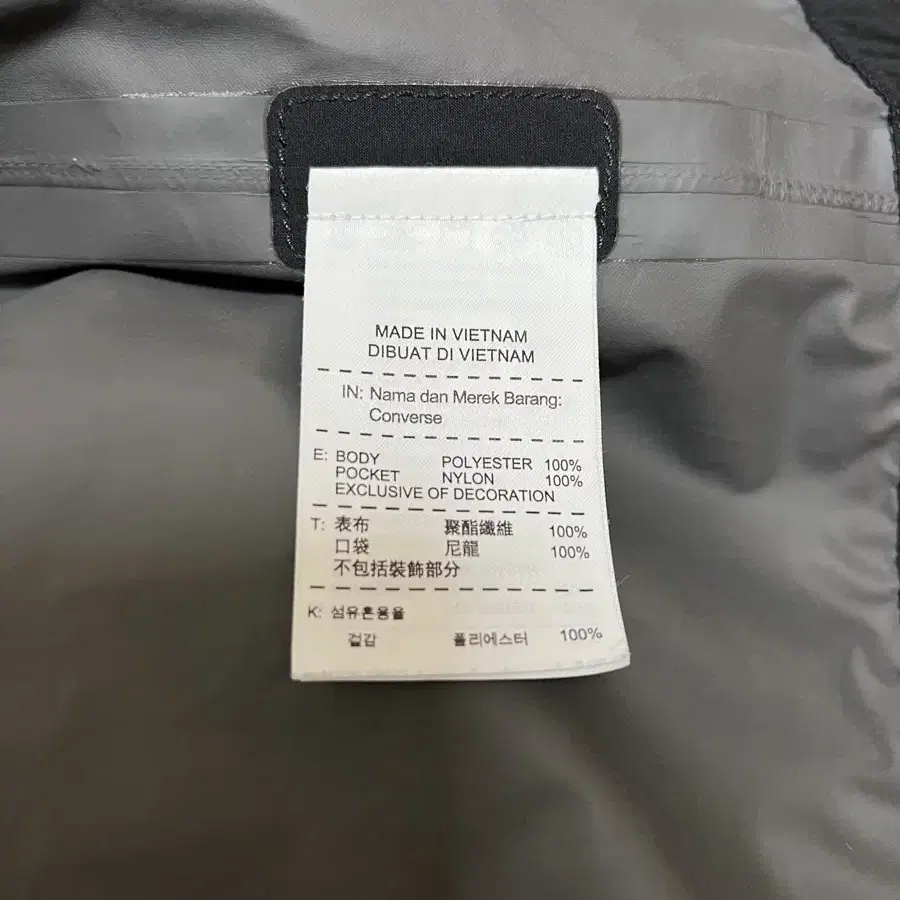 MADE IN VIETNAM
DIBUAT DI VIETNAM
IN: Nama dan Merek Barang:
Converse
E: BODY POLYESTER 100%
POCKET NYLON 100%
EXCLUSIVE OF DECORATION
T: 表布 聚酯纖維 100%
口袋 尼龍 100%
不包括裝飾部分
K: 섬유혼용율
겉감 폴리에스터 100%